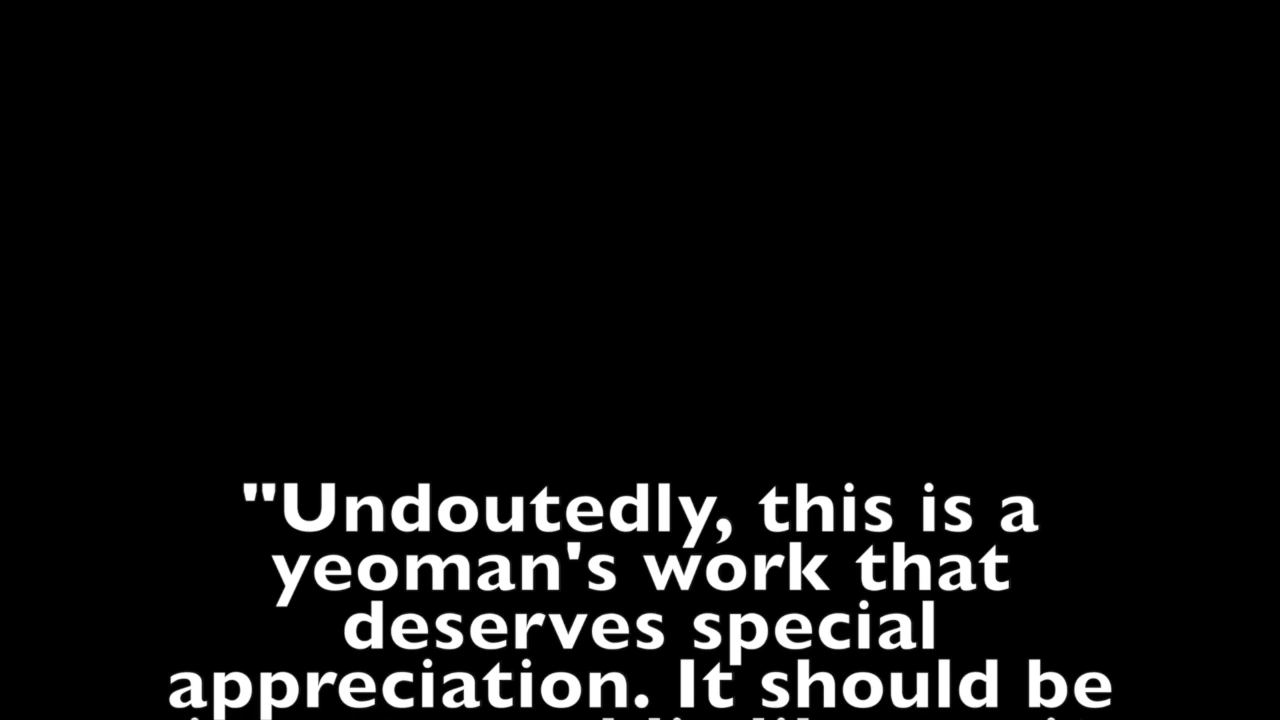 "Undoutedly, this is a
yeoman's work that
deserves special
appreciation. It should be